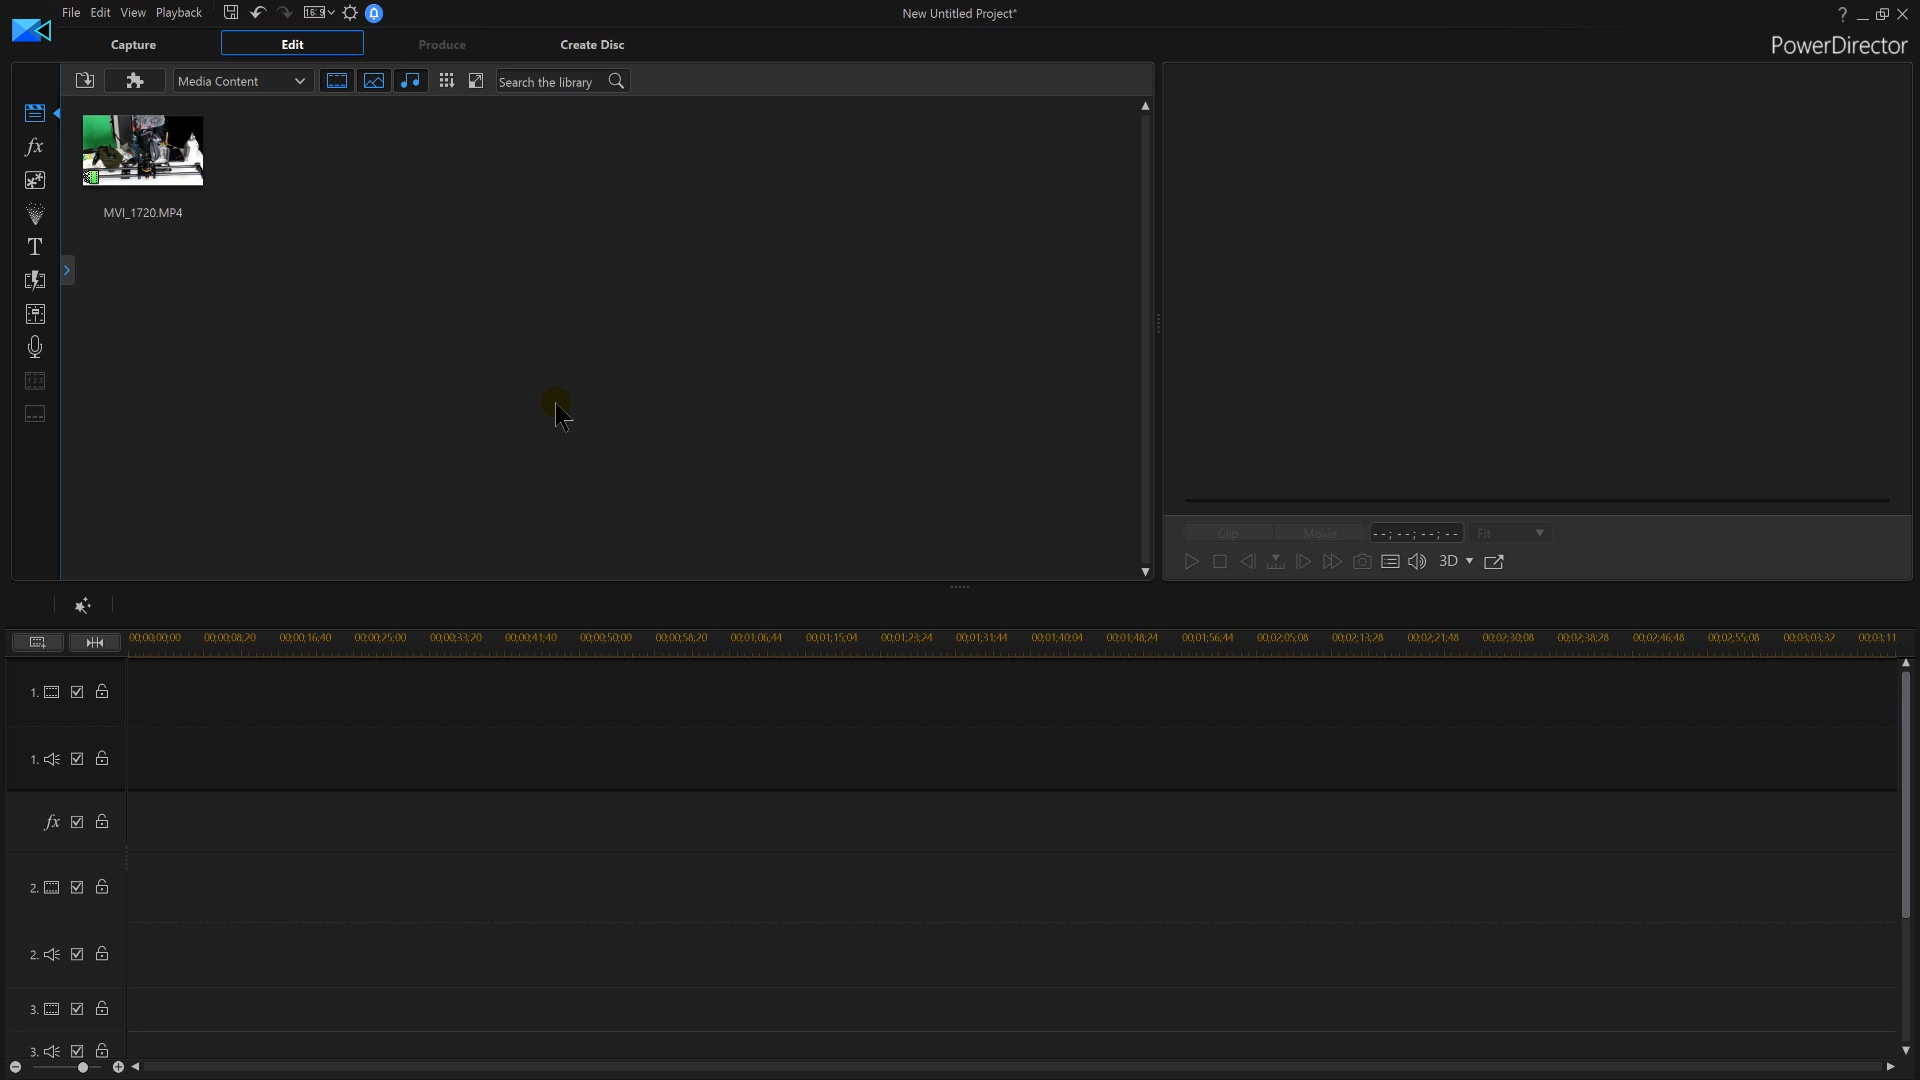 File Edit View Playback 16:9 New Untitled Project* ?
Capture Edit Produce Create Disc PowerDirector
Media Content Search the library
fx
MVI_1720.MP4
T
Clip Movie --;--;--;-- Fit
3D
00;00;00;00 00;00;08;20 00;00;16;40 00;00;25;00 00;00;33;20 00;00;41;40 00;00;50;00 00;00;58;20 00;01;06;44 00;01;15;04 00;01;23;24 00;01;31;44 00;01;40;04 00;01;48;24 00;01;56;44 00;02;05;08 00;02;13;28 00;02;21;48 00;02;30;08 00;02;38;28 00;02;46;48 00;02;55;08 00;03;03;32 00;03;11
1.
1.
fx
2.
2.
3.
3.